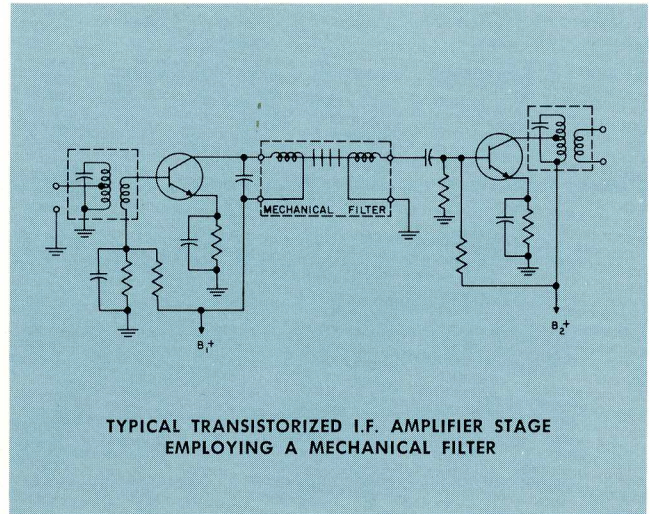 MECHANICAL FILTER
B₁+
B₂+
TYPICAL TRANSISTORIZED I.F. AMPLIFIER STAGE
EMPLOYING A MECHANICAL FILTER